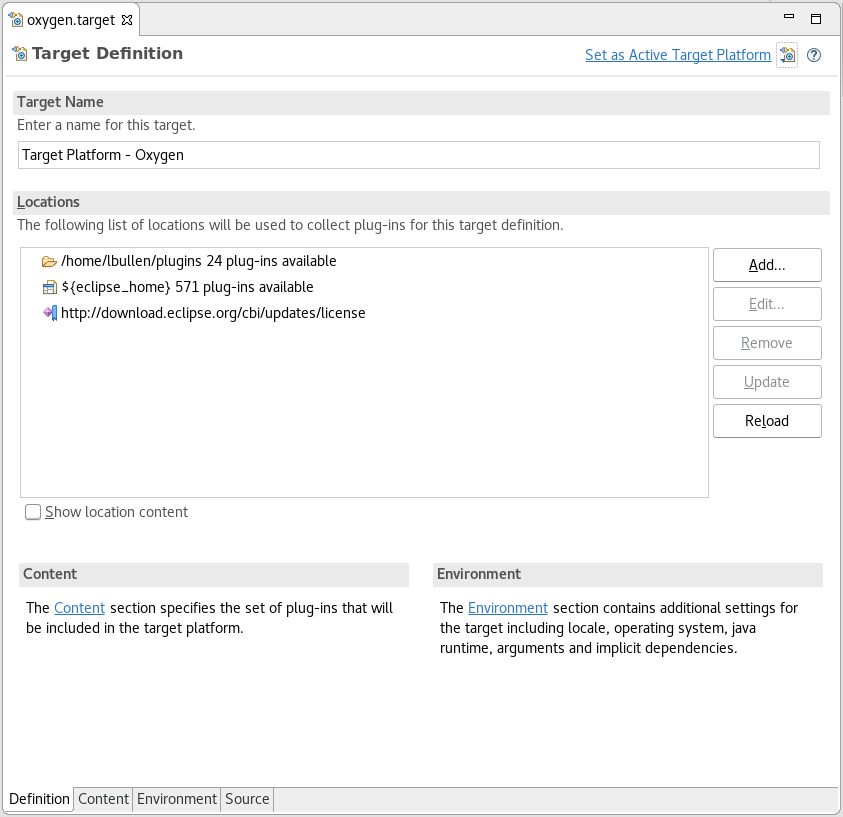 oxygen.target
Target Definition
Set as Active Target Platform
Target Name
Enter a name for this target.
Target Platform - Oxygen
Locations
The following list of locations will be used to collect plug-ins for this target definition.
/home/lbullen/plugins 24 plug-ins available
${eclipse_home} 571 plug-ins available
http://download.eclipse.org/cbi/updates/license
Add...
Edit...
Remove
Update
Reload
Show location content
Content
The Content section specifies the set of plug-ins that will
be included in the target platform.
Environment
The Environment section contains additional settings for
the target including locale, operating system, java
runtime, arguments and implicit dependencies.
Definition Content Environment Source